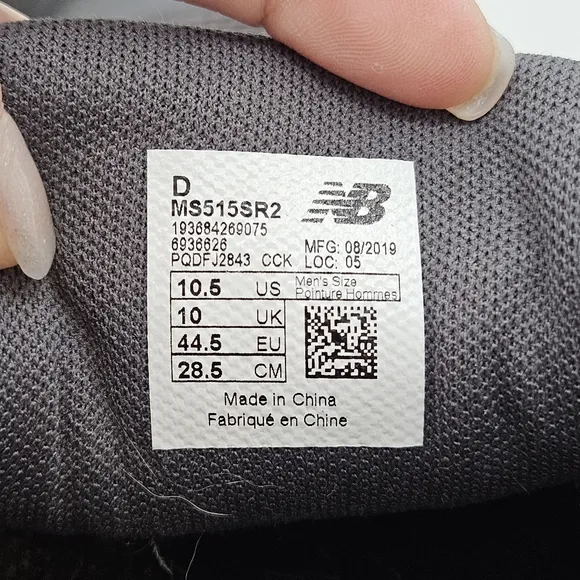 D
MS515SR2
NB
193684269075
6936626
MFG: 08/2019
PQDFJ2843 CCK LOC: 05
10.5 US
Men's Size
Pointure Hommes
10 UK
44.5 EU
28.5 CM
Made in China
Fabriqué en Chine